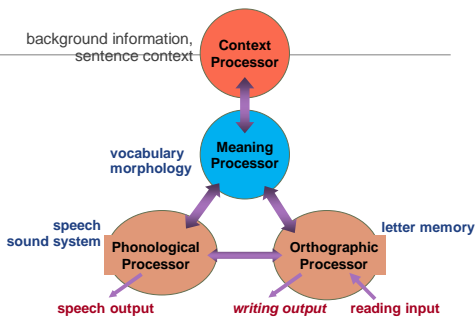 background information,
sentence context
Context
Processor
vocabulary
morphology
Meaning
Processor
speech
sound system
Phonological
Processor
Orthographic
Processor
letter memory
speech output
writing output
reading input